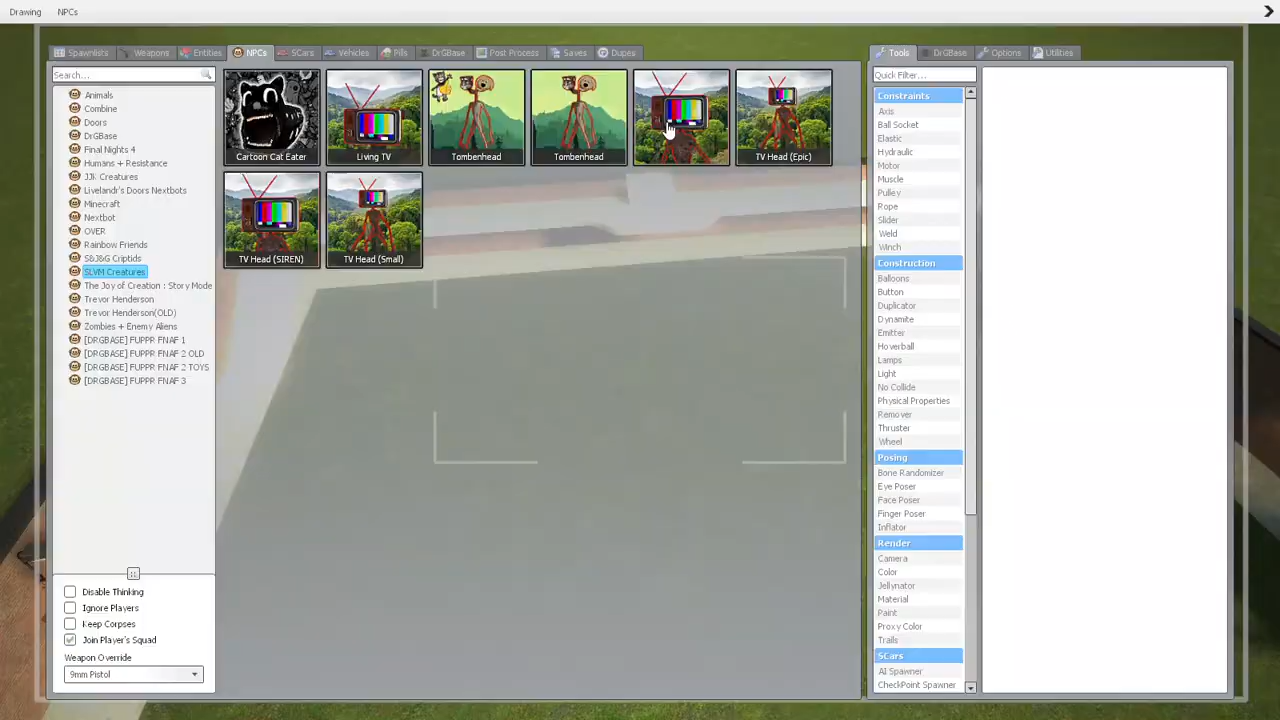 Drawing NPCs
Spawnlists Weapons Entities NPCs SCars Vehicles Pills DrGBase Post Process Saves Dupes
Search...
Animals
Combine
Doors
DrGBase
Final Nights 4
Humans + Resistance
JJK Creatures
Livelandr's Doors Nextbots
Minecraft
Nextbot
OVER
Rainbow Friends
S&J&G Criptids
SLVM Creatures
The Joy of Creation : Story Mode
Trevor Henderson
Trevor Henderson(OLD)
Zombies + Enemy Aliens
[DRGBASE] FUPPR FNAF 1
[DRGBASE] FUPPR FNAF 2 OLD
[DRGBASE] FUPPR FNAF 2 TOYS
[DRGBASE] FUPPR FNAF 3
Disable Thinking
Ignore Players
Keep Corpses
Join Player's Squad
Weapon Override
9mm Pistol
Cartoon Cat Eater
Living TV
Tombenhead
Tombenhead
TV Head (Epic)
TV Head (SIREN)
TV Head (Small)
Tools DrGBase Options Utilities
Quick Filter...
Constraints
Axis
Ball Socket
Elastic
Hydraulic
Motor
Muscle
Pulley
Rope
Slider
Weld
Winch
Construction
Balloons
Button
Duplicator
Dynamite
Emitter
Hoverball
Lamps
Light
No Collide
Physical Properties
Remover
Thruster
Wheel
Posing
Bone Randomizer
Eye Poser
Face Poser
Finger Poser
Inflator
Render
Camera
Color
Jellynator
Material
Paint
Proxy Color
Trails
SCars
AI Spawner
CheckPoint Spawner